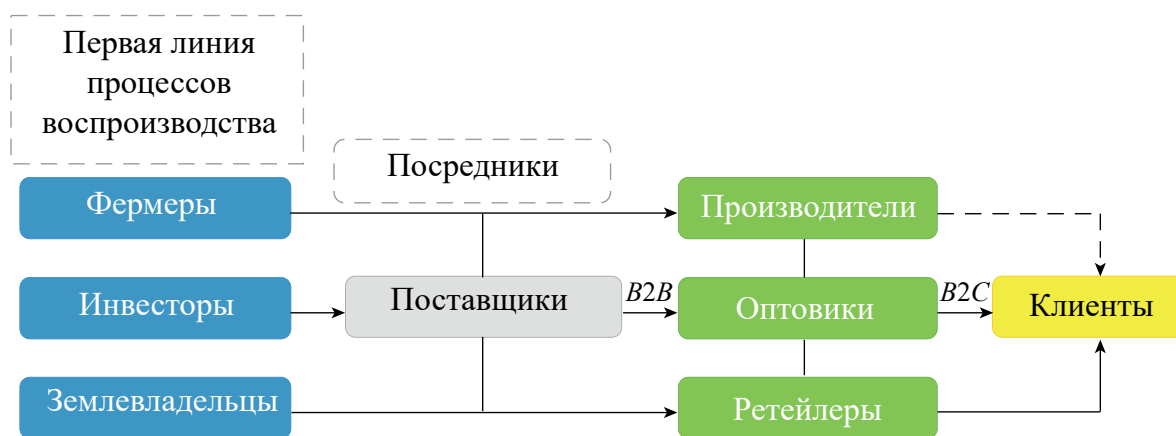 Первая линия
процессов
воспроизводства
Посредники
Фермеры
Производители
Инвесторы
Поставщики
B2B
Оптовики
B2C
Клиенты
Землевладельцы
Ретейлеры